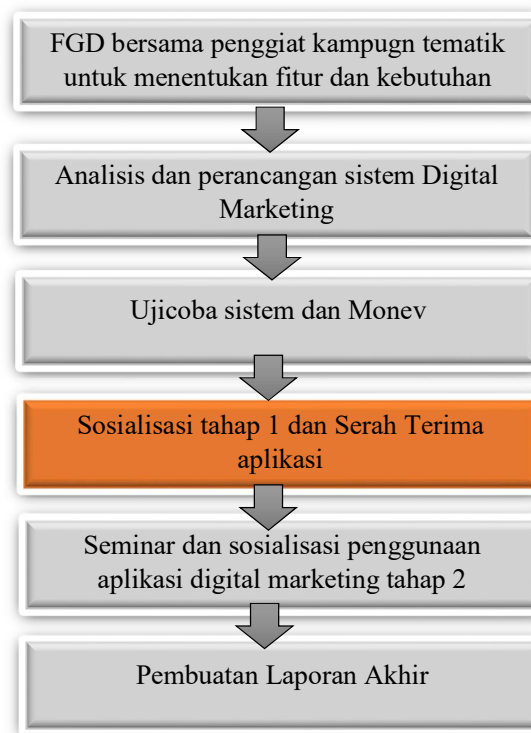 FGD bersama penggiat kampugn tematik
untuk menentukan fitur dan kebutuhan
Analisis dan perancangan sistem Digital
Marketing
Ujicoba sistem dan Monev
Sosialisasi tahap 1 dan Serah Terima
aplikasi
Seminar dan sosialisasi penggunaan
aplikasi digital marketing tahap 2
Pembuatan Laporan Akhir